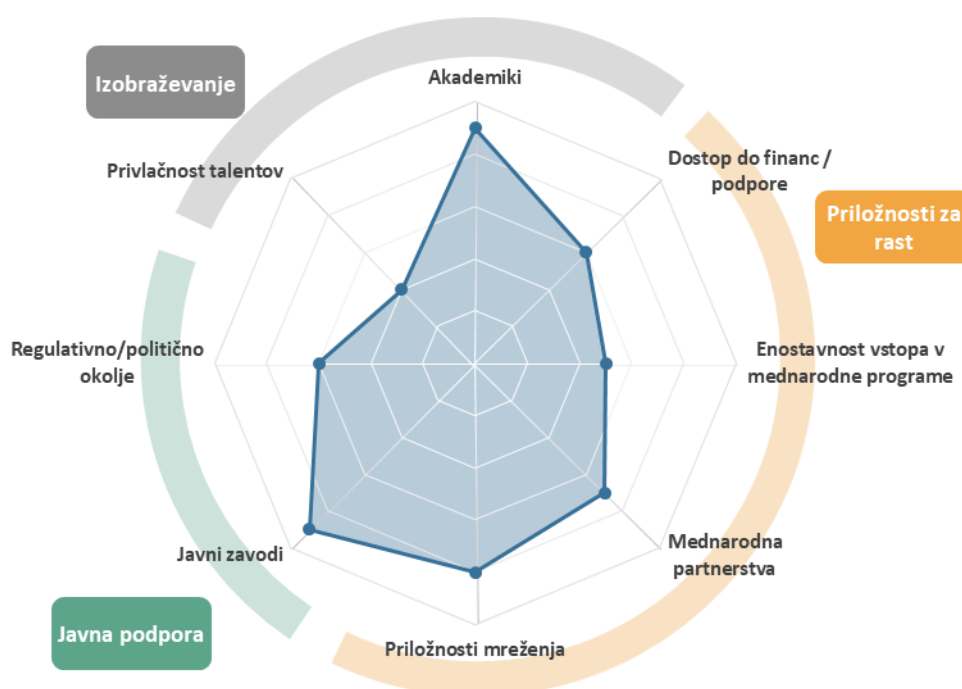 Akademiki
Izobraževanje
Privlačnost talentov
Dostop do financ /
podpore
Priložnosti za
rast
Regulativno/politično
okolje
Enostavnost vstopa v
mednarodne programe
Javni zavodi
Mednarodna
partnerstva
Javna podpora
Priložnosti mreženja